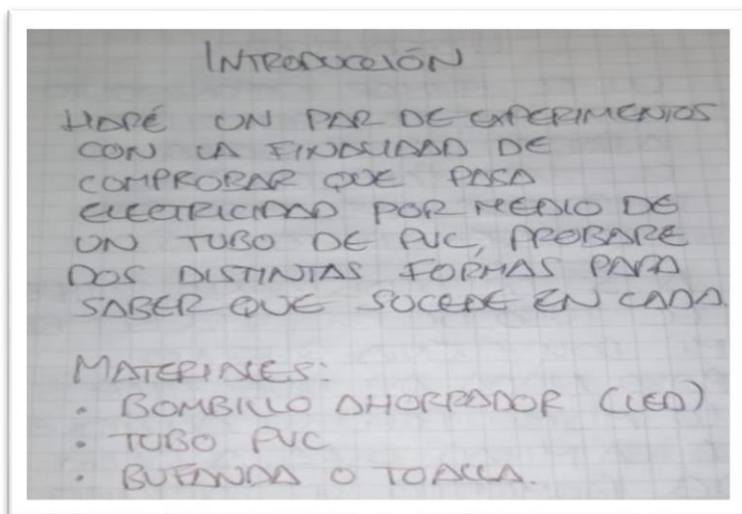 INTRODUCCIÓN
HARÉ UN PAR DE EXPERIMENTOS
CON LA FINALIDAD DE
COMPROBAR QUE PASA
ELECTRICIDAD POR MEDIO DE
UN TUBO DE PVC, PROBARE
DOS DISTINTAS FORMAS PARA
SABER QUE SUCEDE EN CADA
MATERIALES:
• BOMBILLO AHORRADOR (LED)
• TUBO PVC
• BUFANDA O TOALLA.